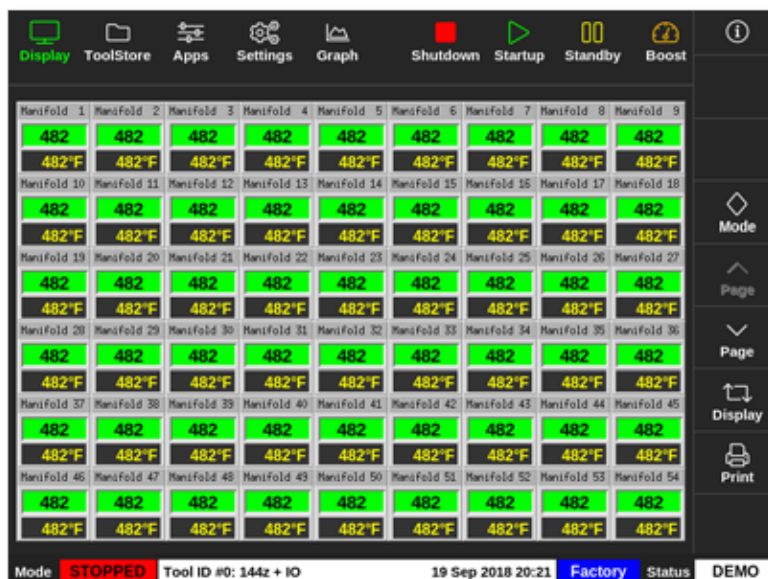 Display ToolStore Apps Settings Graph Shutdown Startup Standby Boost
Manifold 1 Manifold 2 Manifold 3 Manifold 4 Manifold 5 Manifold 6 Manifold 7 Manifold 8 Manifold 9
482 482 482 482 482 482 482 482 482
482°F 482°F 482°F 482°F 482°F 482°F 482°F 482°F 482°F
Manifold 10 Manifold 11 Manifold 12 Manifold 13 Manifold 14 Manifold 15 Manifold 16 Manifold 17 Manifold 18
482 482 482 482 482 482 482 482 482
482°F 482°F 482°F 482°F 482°F 482°F 482°F 482°F 482°F
Mode
Manifold 19 Manifold 20 Manifold 21 Manifold 22 Manifold 23 Manifold 24 Manifold 25 Manifold 26 Manifold 27
482 482 482 482 482 482 482 482 482
Page
482°F 482°F 482°F 482°F 482°F 482°F 482°F 482°F 482°F
Manifold 28 Manifold 29 Manifold 30 Manifold 31 Manifold 32 Manifold 33 Manifold 34 Manifold 35 Manifold 36
482 482 482 482 482 482 482 482 482
Page
482°F 482°F 482°F 482°F 482°F 482°F 482°F 482°F 482°F
Manifold 37 Manifold 38 Manifold 39 Manifold 40 Manifold 41 Manifold 42 Manifold 43 Manifold 44 Manifold 45
Display
482 482 482 482 482 482 482 482 482
482°F 482°F 482°F 482°F 482°F 482°F 482°F 482°F 482°F
Manifold 46 Manifold 47 Manifold 48 Manifold 49 Manifold 50 Manifold 51 Manifold 52 Manifold 53 Manifold 54
Print
482 482 482 482 482 482 482 482 482
482°F 482°F 482°F 482°F 482°F 482°F 482°F 482°F 482°F
Mode STOPPED Tool ID #0: 144z + IO 19 Sep 2018 20:21 Factory Status DEMO